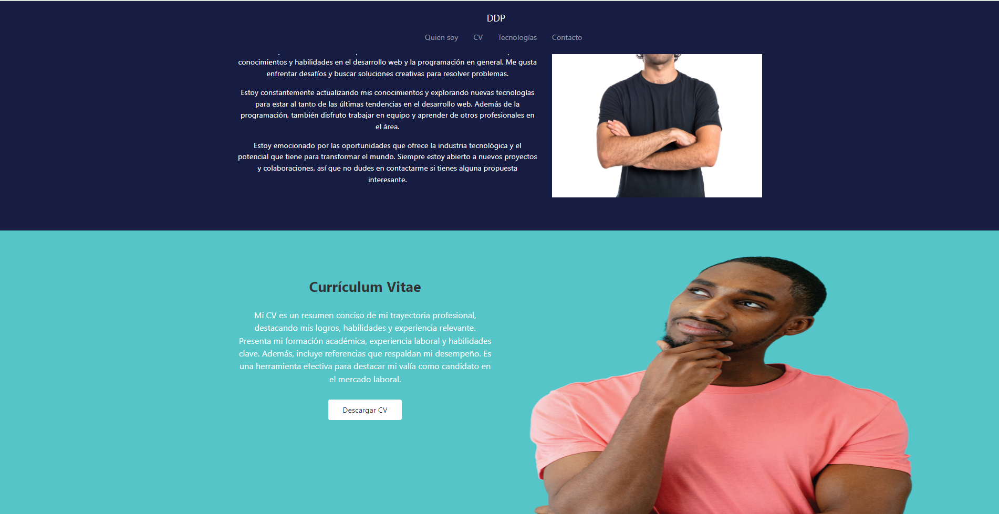 DDP
Quien soy CV Tecnologías Contacto
conocimientos y habilidades en el desarrollo web y la programación en general. Me gusta
enfrentar desafíos y buscar soluciones creativas para resolver problemas.
Estoy constantemente actualizando mis conocimientos y explorando nuevas tecnologías
para estar al tanto de las últimas tendencias en el desarrollo web. Además de la
programación, también disfruto trabajar en equipo y aprender de otros profesionales en
el área.
Estoy emocionado por las oportunidades que ofrece la industria tecnológica y el
potencial que tiene para transformar el mundo. Siempre estoy abierto a nuevos proyectos
y colaboraciones, así que no dudes en contactarme si tienes alguna propuesta
interesante.
Currículum Vitae
Mi CV es un resumen conciso de mi trayectoria profesional,
destacando mis logros, habilidades y experiencia relevante.
Presenta mi formación académica, experiencia laboral y habilidades
clave. Además, incluye referencias que respaldan mi desempeño. Es
una herramienta efectiva para destacar mi valía como candidato en
el mercado laboral.
Descargar CV